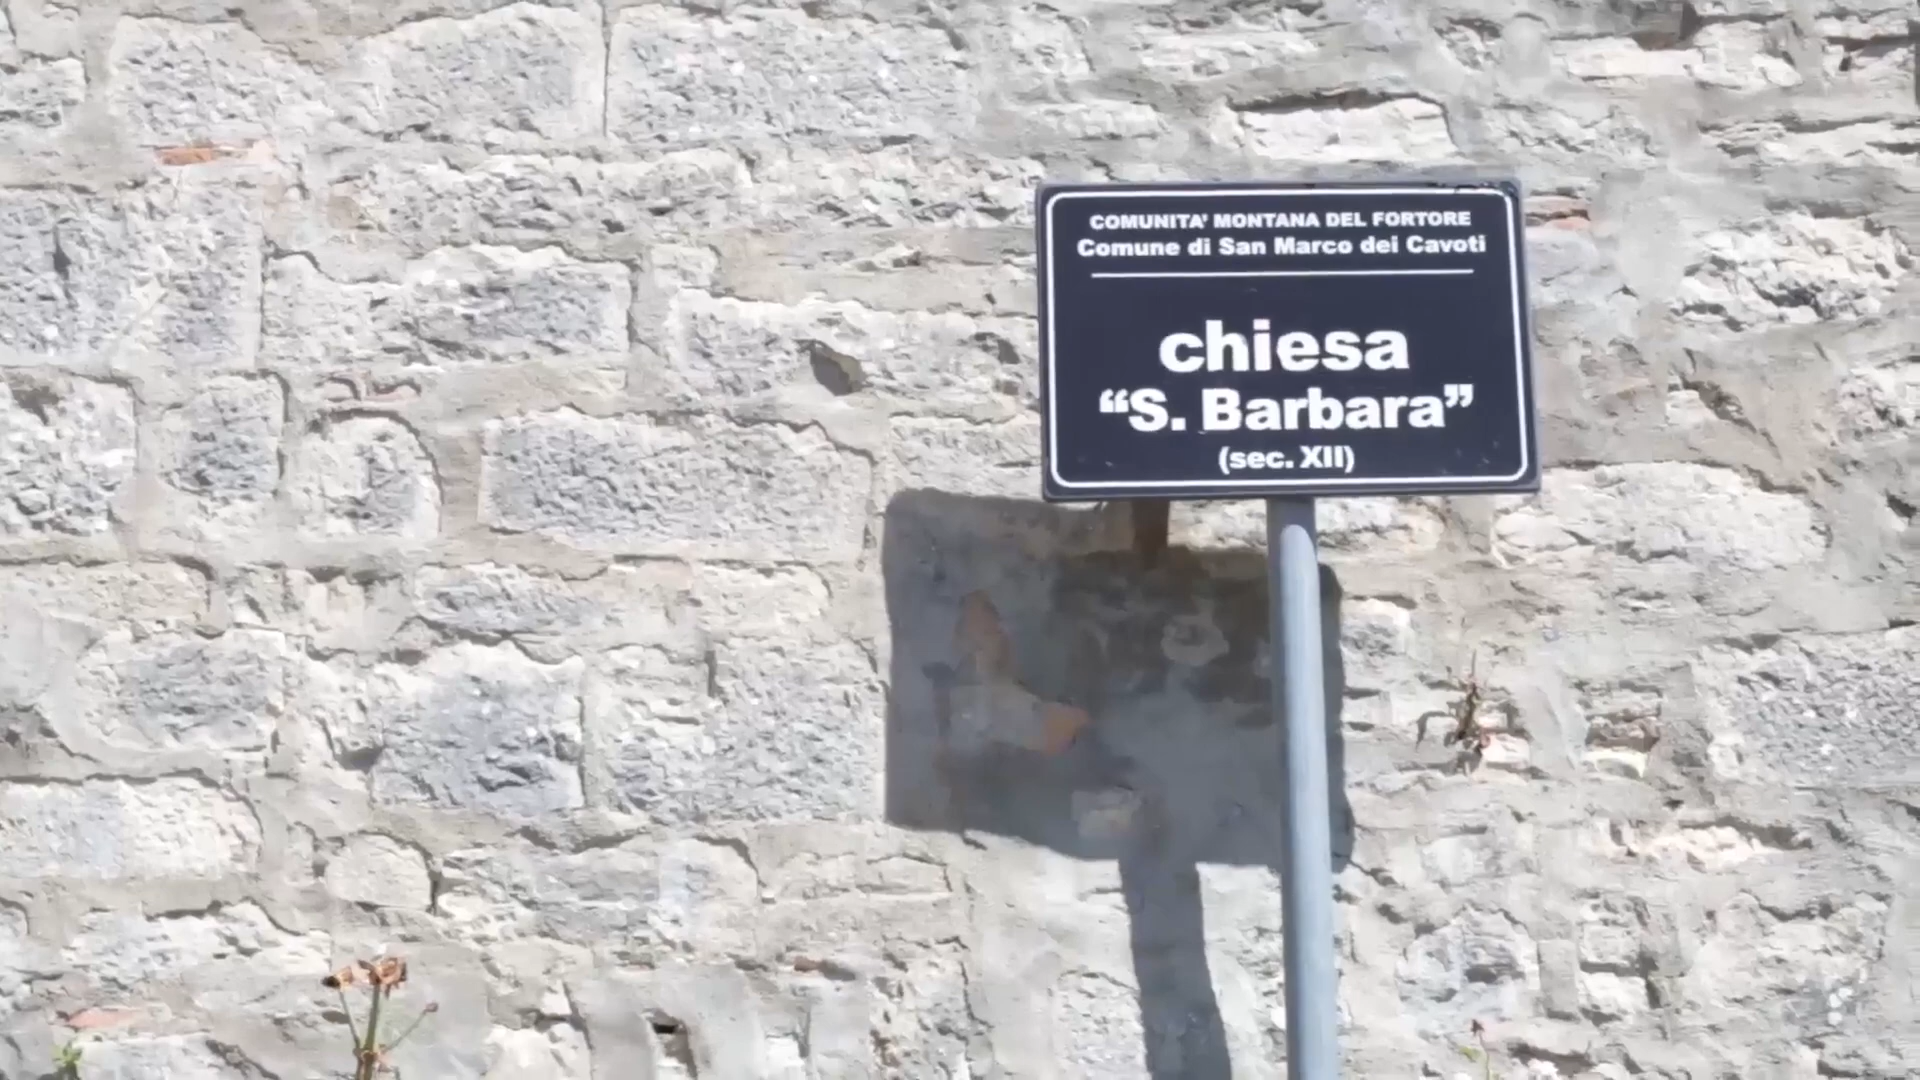 COMUNITA' MONTANA DEL FORTORE
Comune di San Marco dei Cavoti
chiesa
“S. Barbara”
(sec. XII)